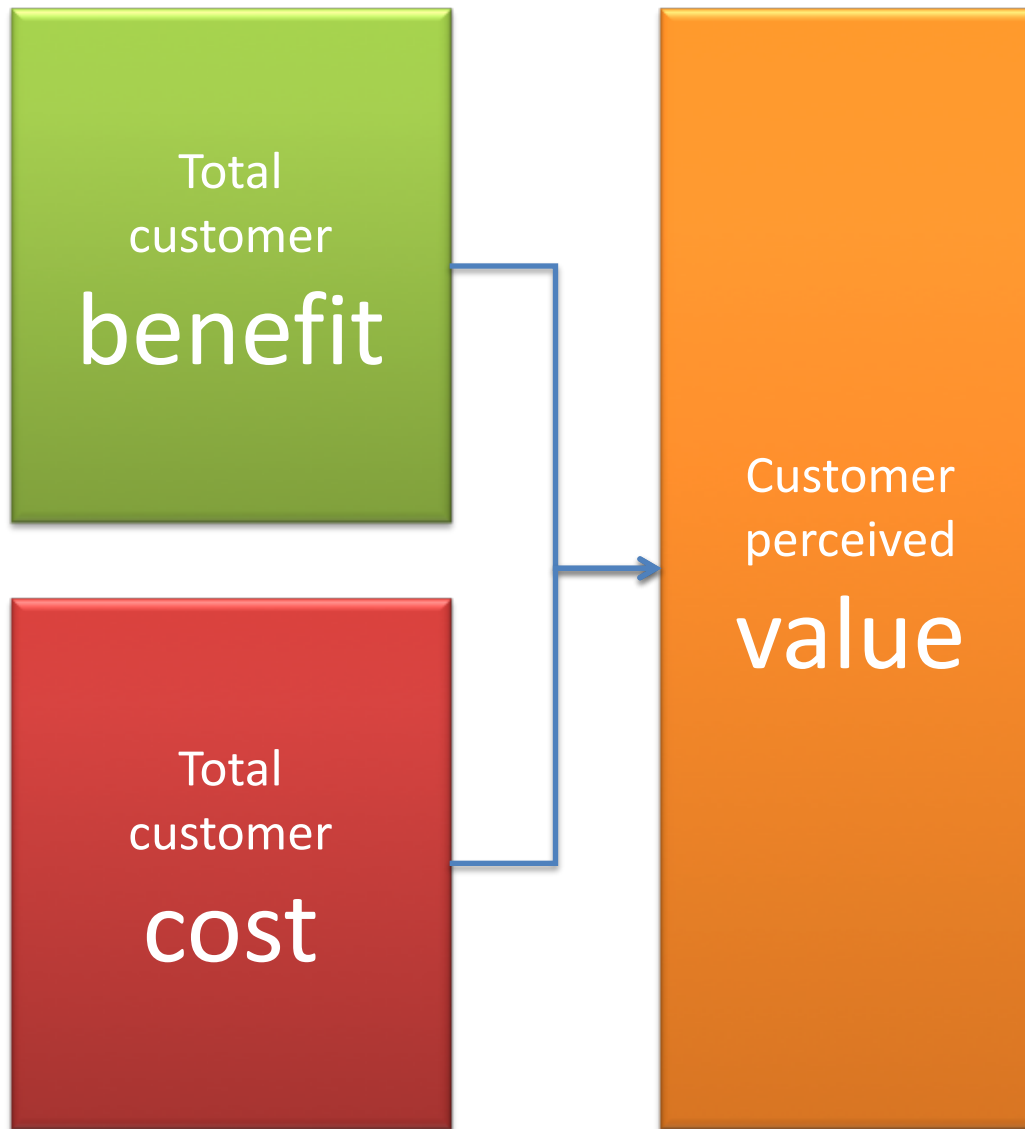 Total
customer
benefit
Total
customer
cost
Customer
perceived
value